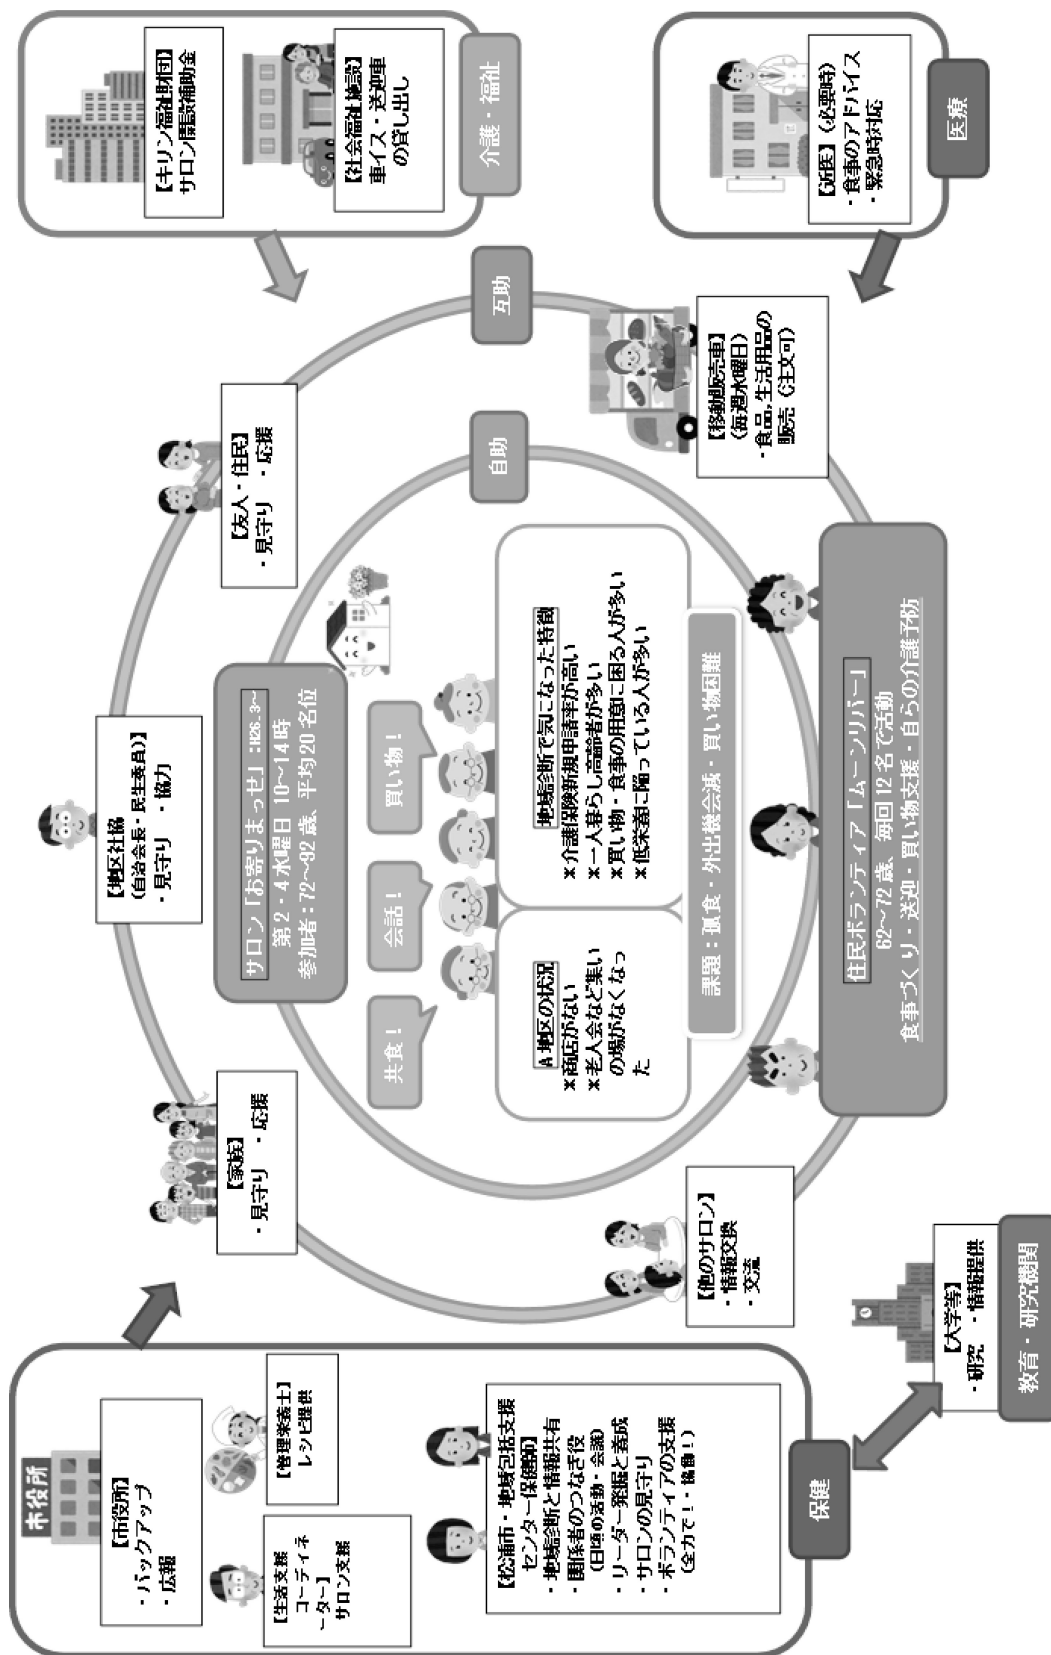 市役所
【市役所】
・バックアップ
・広報
【管理栄養士】
レシピ提供
【生活支援
コーディネ
ーター】
サロン支援
【松浦市・地域包括支援
センター保健師】
・地域診断と情報共有
・関係者のつなぎ役
（日頃の活動・会議）
・リーダー発掘と養成
・サロンの見守り
・ボランティアの支援
（全力で！・協働！）
保健
【大学等】
・研究　・情報提供
教育・研究機関
【家族】
・見守り　・応援
【地区社協】
（自治会長・民生委員）
・見守り　・協力
【友人・住民】
・見守り　・応援
互助
自助
サロン「お寄りまっせ」：H26.3～
第２・４水曜日 10～14時
参加者：72～92歳、平均20名位
共食！
会話！
買い物！
A地区の状況
※商店がない
※老人会など集い
の場がなくなっ
た
地域診断で気になった特徴
※介護保険新規申請率が高い
※一人暮らし高齢者が多い
※買い物・食事の用意に困る人が多い
※低栄養に陥っている人が多い
課題：孤食・外出機会減・買い物困難
【他のサロン】
・情報交換
・交流
住民ボランティア「ムーンリバー」
62～72歳、毎回12名で活動
食事づくり・送迎・買い物支援・自らの介護予防
【移動販売車】
（毎週水曜日）
・食品,生活用品の
販売（注文可）
【キリン福祉財団】
サロン開設補助金
【社会福祉施設】
車イス・送迎車
の貸し出し
介護・福祉
【近医】（必要時）
・食事のアドバイス
・緊急時対応
医療